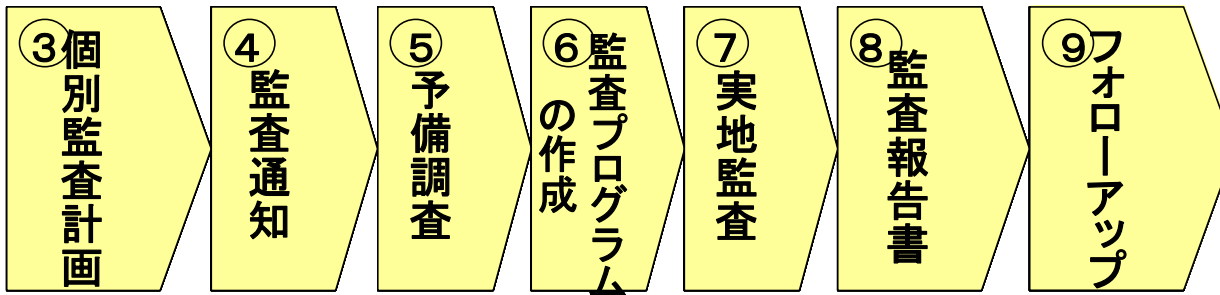 ③個別監査計画
④監査通知
⑤予備調査
⑥監査プログラム
の作成
⑦実地監査
⑧監査報告書
⑨フォローアップ